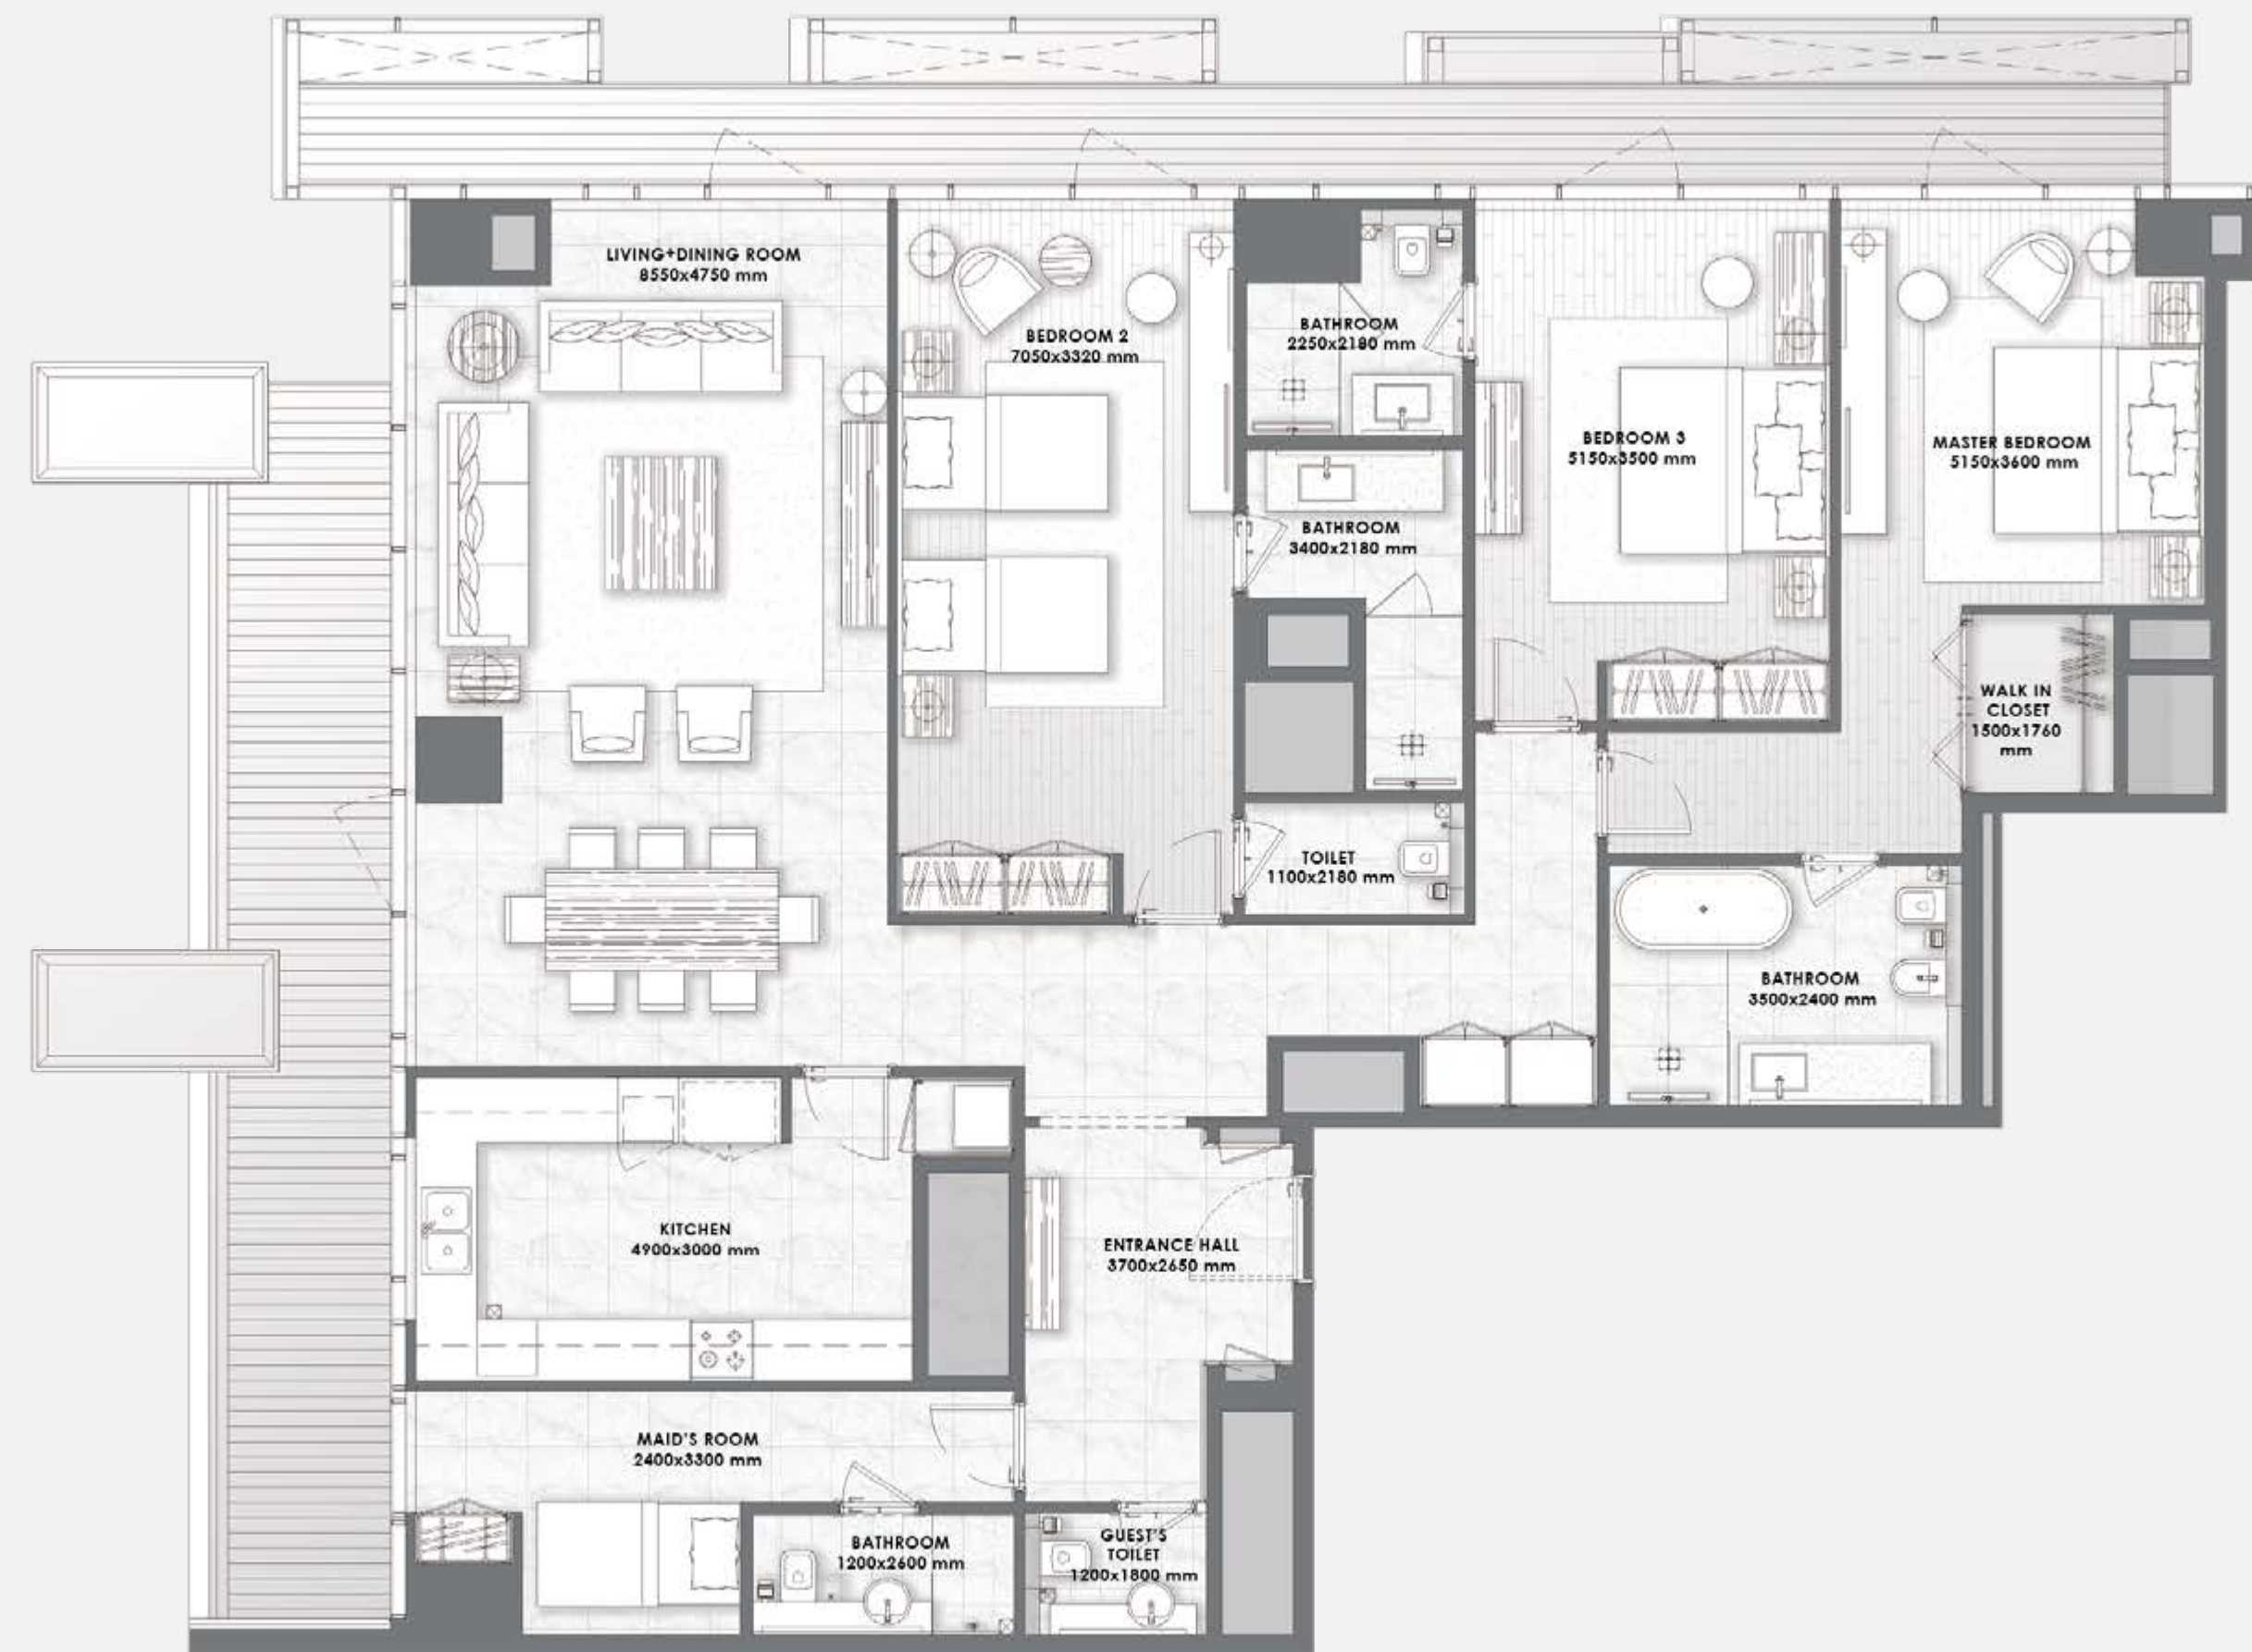 LIVING+DINING ROOM
8550x4750 mm
BEDROOM 2
7050x3320 mm
BATHROOM
2250x2180 mm
BEDROOM 3
5150x3500 mm
MASTER BEDROOM
5150x3600 mm
BATHROOM
3400x2180 mm
WALK IN
CLOSET
1500x1760
mm
TOILET
1100x2180 mm
BATHROOM
3500x2400 mm
KITCHEN
4900x3000 mm
ENTRANCE HALL
3700x2650 mm
MAID'S ROOM
2400x3300 mm
BATHROOM
1200x2600 mm
GUEST'S
TOILET
1200x1800 mm